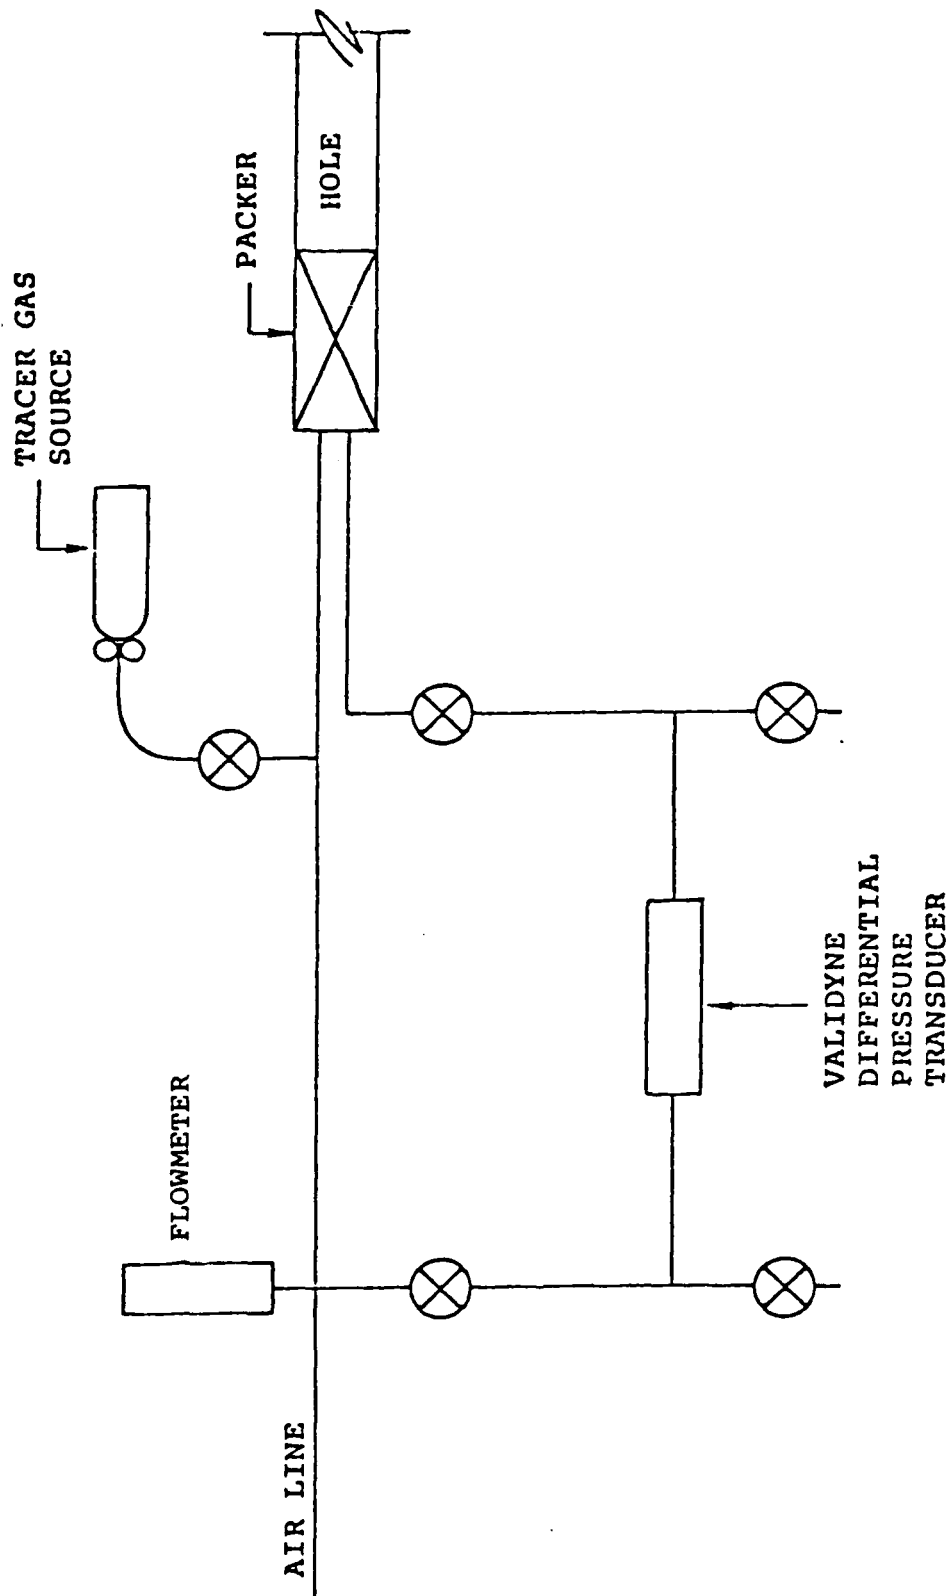 TRACER GAS
SOURCE
PACKER
HOLE
FLOWMETER
AIR LINE
VALIDYNE
DIFFERENTIAL
PRESSURE
TRANSDUCER